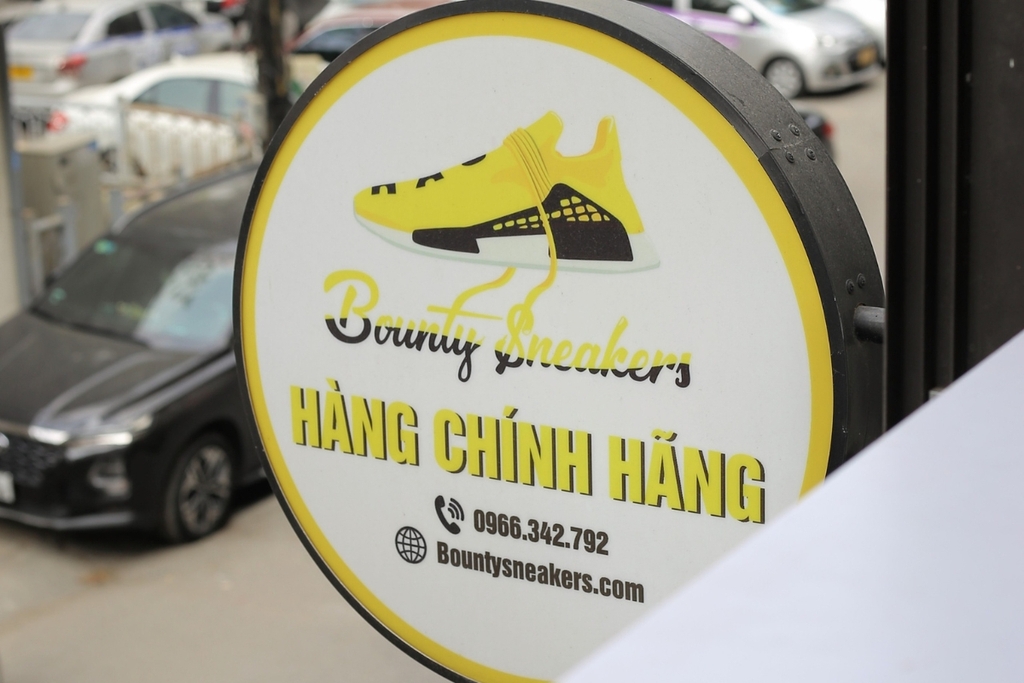 Bounty Sneakers
HÀNG CHÍNH HÃNG
0966.342.792
Bountysneakers.com